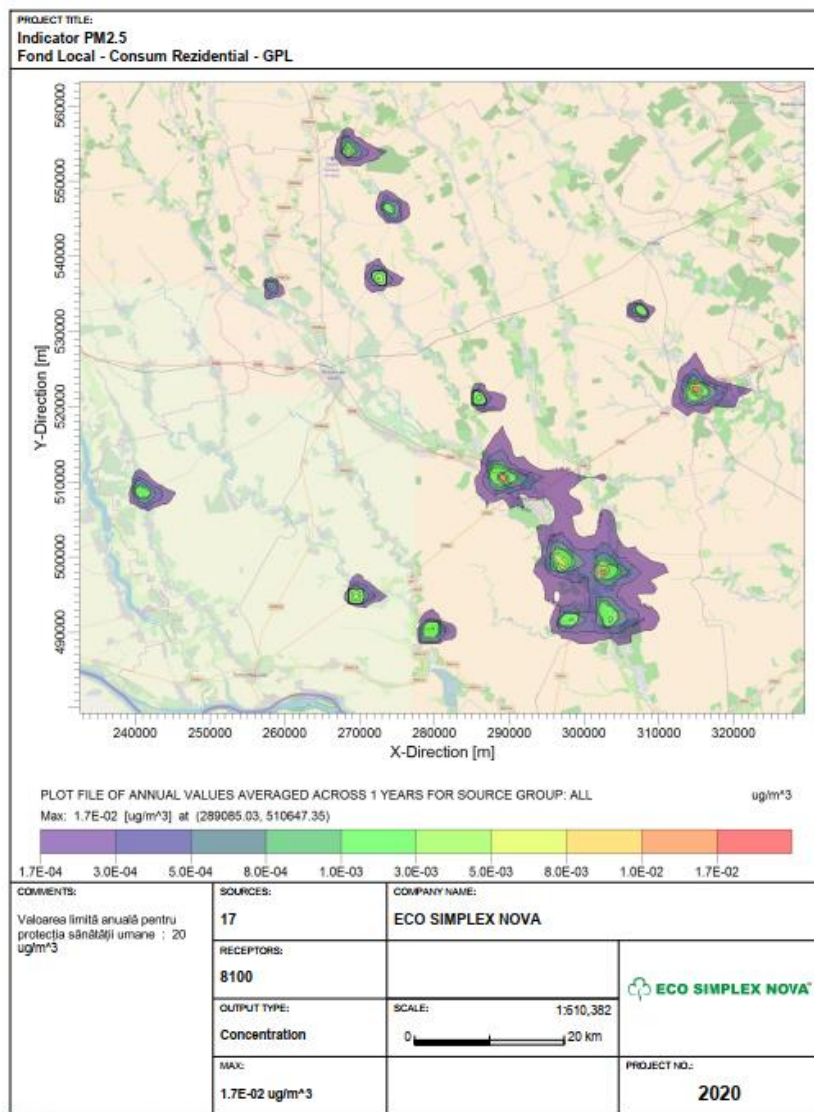 PROJECT TITLE:
Indicator PM2.5
Fond Local - Consum Rezidential - GPL
Y-Direction [m]
560000
550000
540000
530000
520000
510000
500000
490000
240000 250000 260000 270000 280000 290000 300000 310000 320000
X-Direction [m]
PLOT FILE OF ANNUAL VALUES AVERAGED ACROSS 1 YEARS FOR SOURCE GROUP: ALL ug/m^3
Max: 1.7E-02 [ug/m^3] at (289085.03, 510647.35)
1.7E-04 3.0E-04 5.0E-04 8.0E-04 1.0E-03 3.0E-03 5.0E-03 8.0E-03 1.0E-02 1.7E-02
COMMENTS:
Valoarea limită anuală pentru
protecția sănătății umane : 20
ug/m^3
SOURCES:
17
COMPANY NAME:
ECO SIMPLEX NOVA
RECEPTORS:
8100
OUTPUT TYPE:
Concentration
SCALE: 1:610,382
0 20 km
ECO SIMPLEX NOVA
MAX:
1.7E-02 ug/m^3
PROJECT NO.:
2020